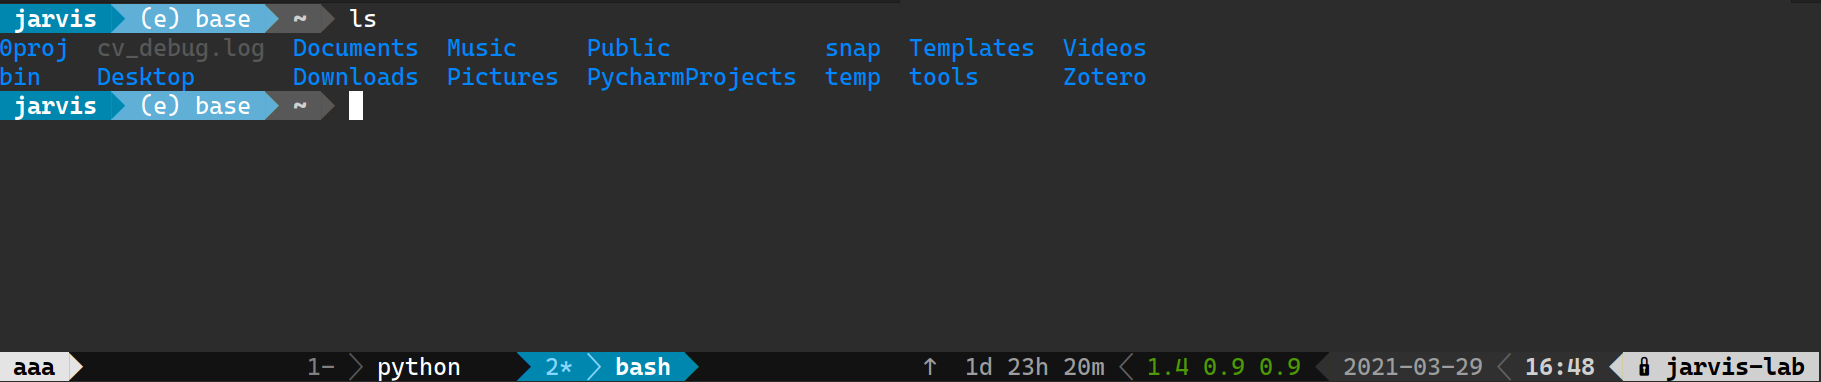 jarvis (e) base ~ ls
0proj cv_debug.log Documents Music Public snap Templates Videos
bin Desktop Downloads Pictures PycharmProjects temp tools Zotero
jarvis (e) base ~
aaa 1- python 2* bash ↑ 1d 23h 20m 1.4 0.9 0.9 2021-03-29 16:48 jarvis-lab